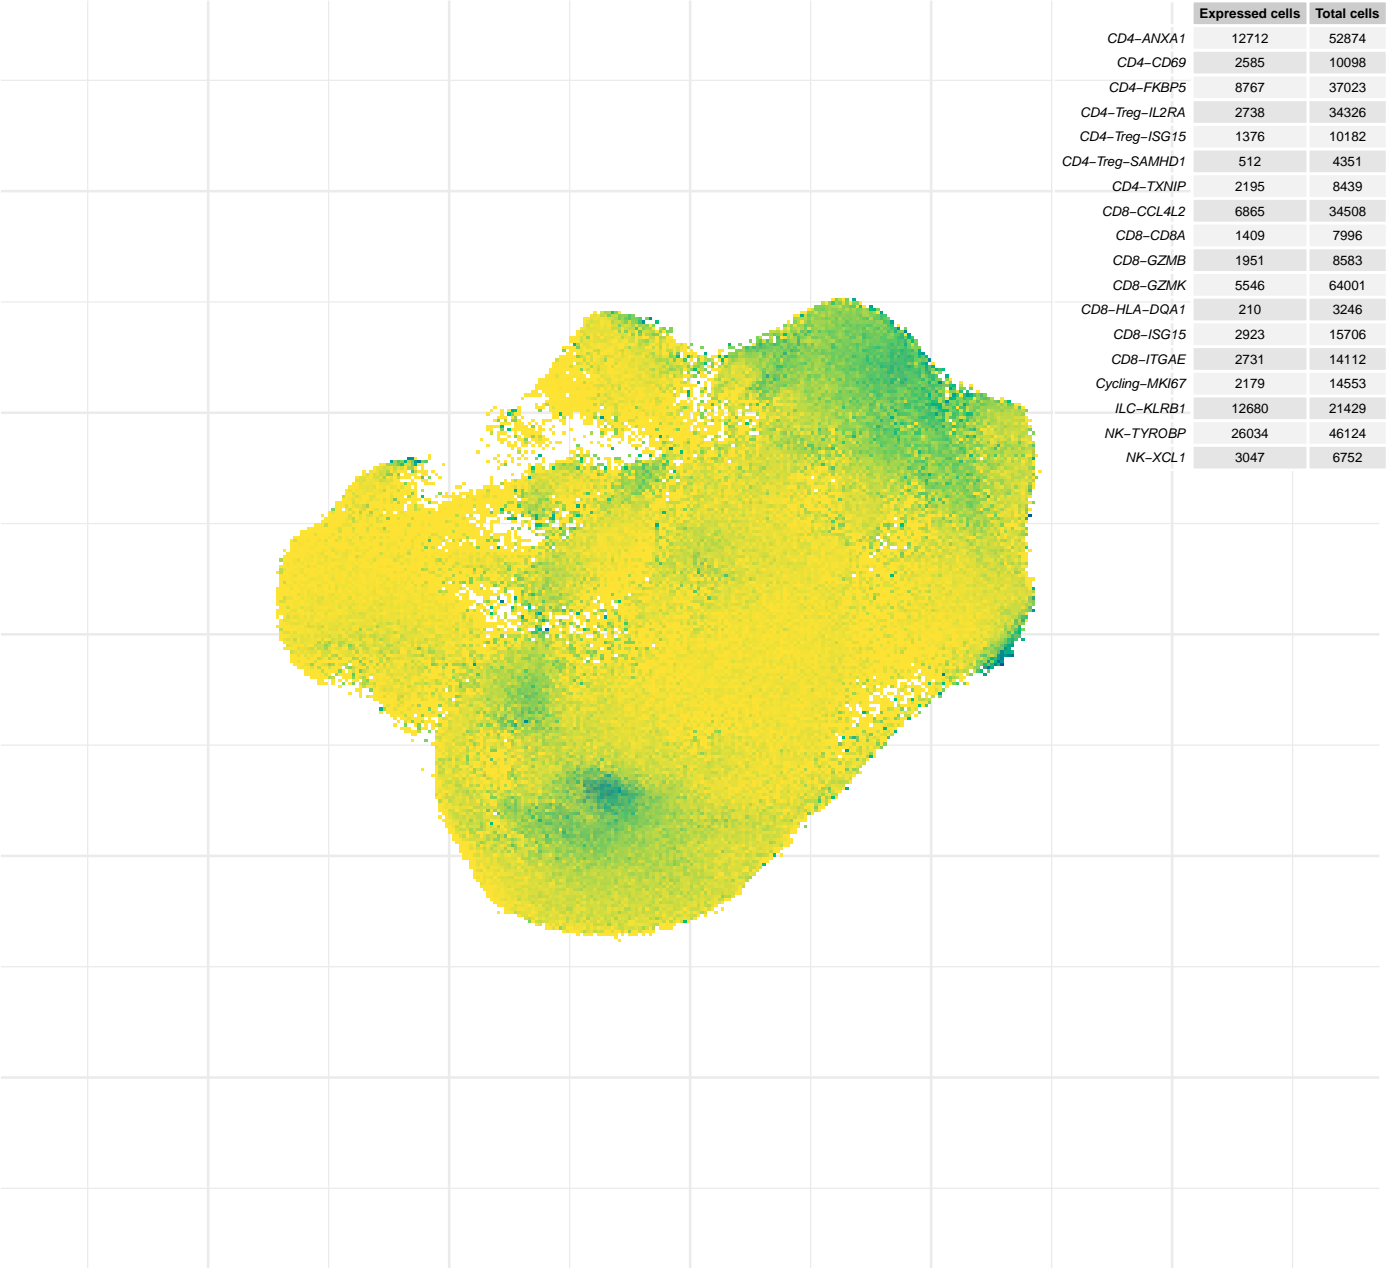 Expressed cells Total cells
CD4−ANXA1 12712 52874
CD4−CD69 2585 10098
CD4−FKBP5 8767 37023
CD4−Treg−IL2RA 2738 34326
CD4−Treg−ISG15 1376 10182
CD4−Treg−SAMHD1 512 4351
CD4−TXNIP 2195 8439
CD8−CCL4L2 6865 34508
CD8−CD8A 1409 7996
CD8−GZMB 1951 8583
CD8−GZMK 5546 64001
CD8−HLA−DQA1 210 3246
CD8−ISG15 2923 15706
CD8−ITGAE 2731 14112
Cycling−MKI67 2179 14553
ILC−KLRB1 12680 21429
NK−TYROBP 26034 46124
NK−XCL1 3047 6752